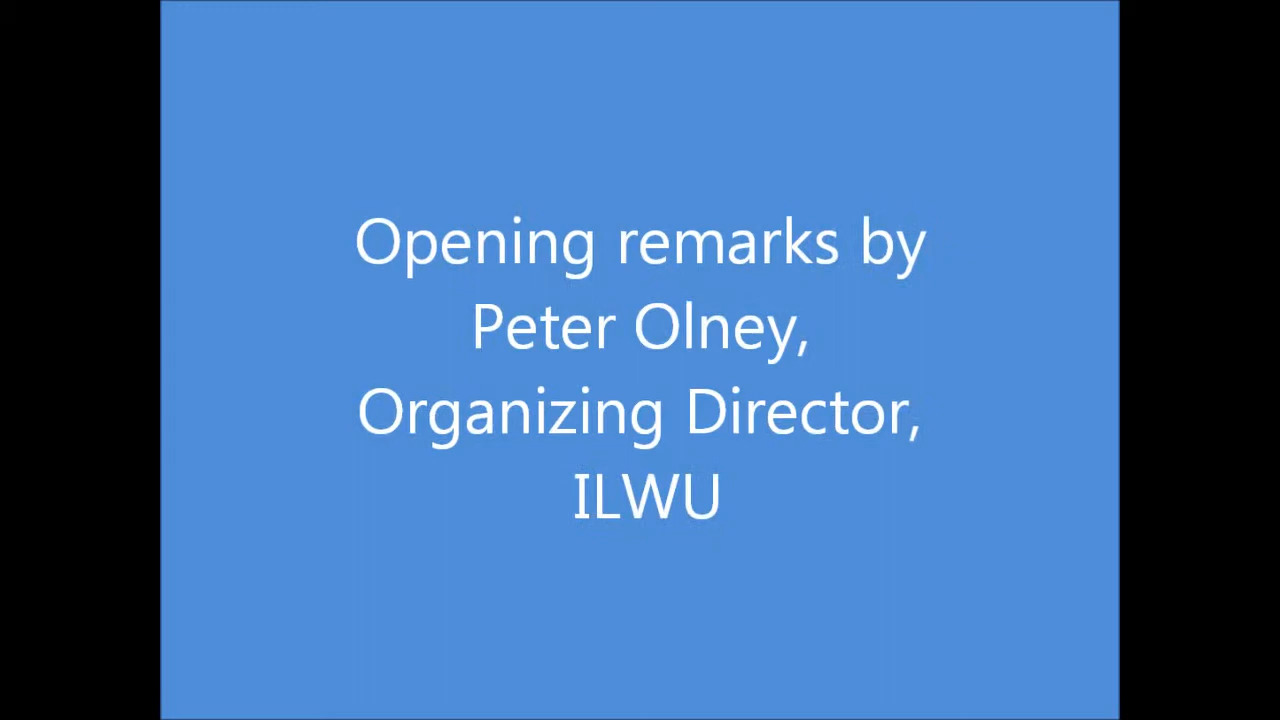 Opening remarks by
Peter Olney,
Organizing Director,
ILWU